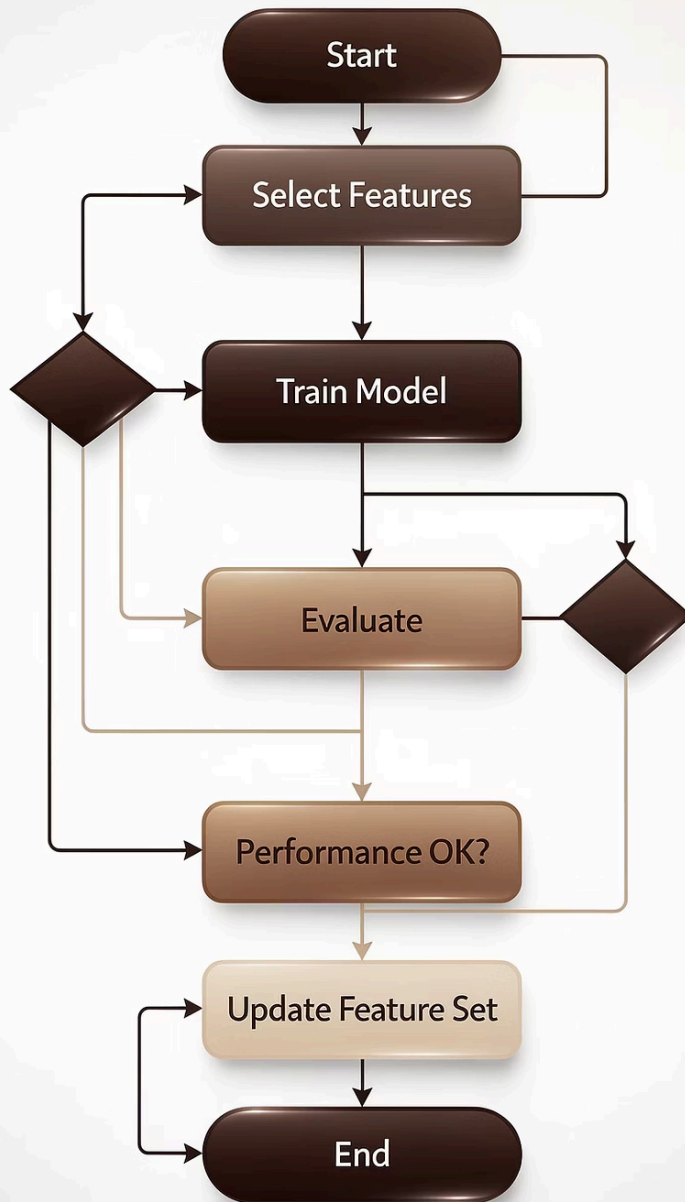 Start
Select Features
Train Model
Evaluate
Performance OK?
Update Feature Set
End